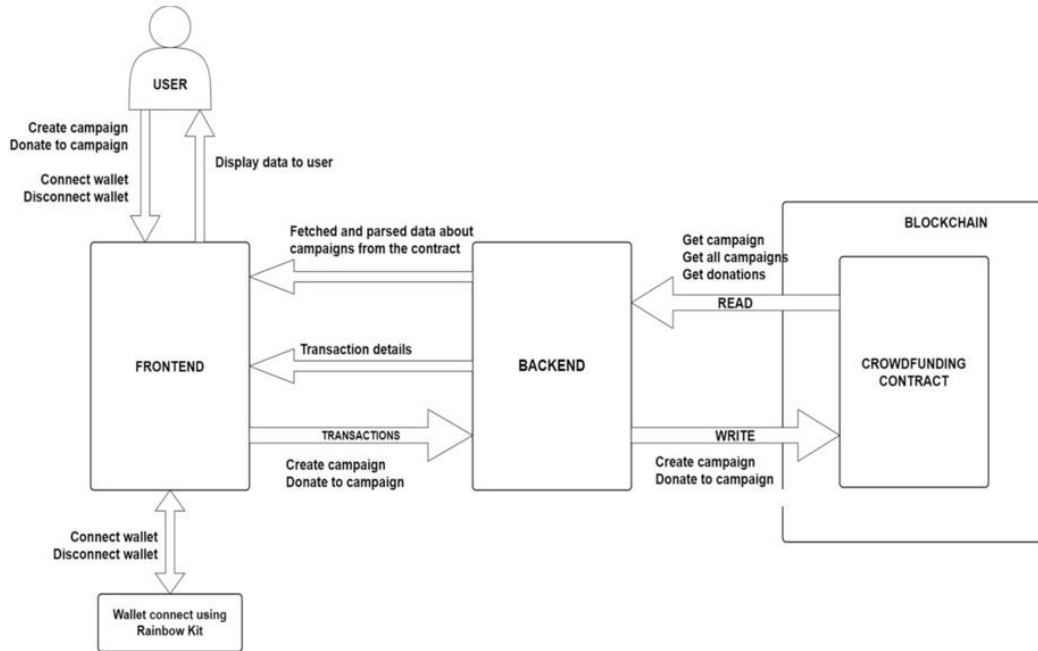 USER
Create campaign
Donate to campaign
Connect wallet
Disconnect wallet
Display data to user
Fetched and parsed data about
campaigns from the contract
Get campaign
Get all campaigns
Get donations
READ
BLOCKCHAIN
FRONTEND
Transaction details
BACKEND
CROWDFUNDING
CONTRACT
TRANSACTIONS
Create campaign
Donate to campaign
WRITE
Create campaign
Donate to campaign
Connect wallet
Disconnect wallet
Wallet connect using
Rainbow Kit